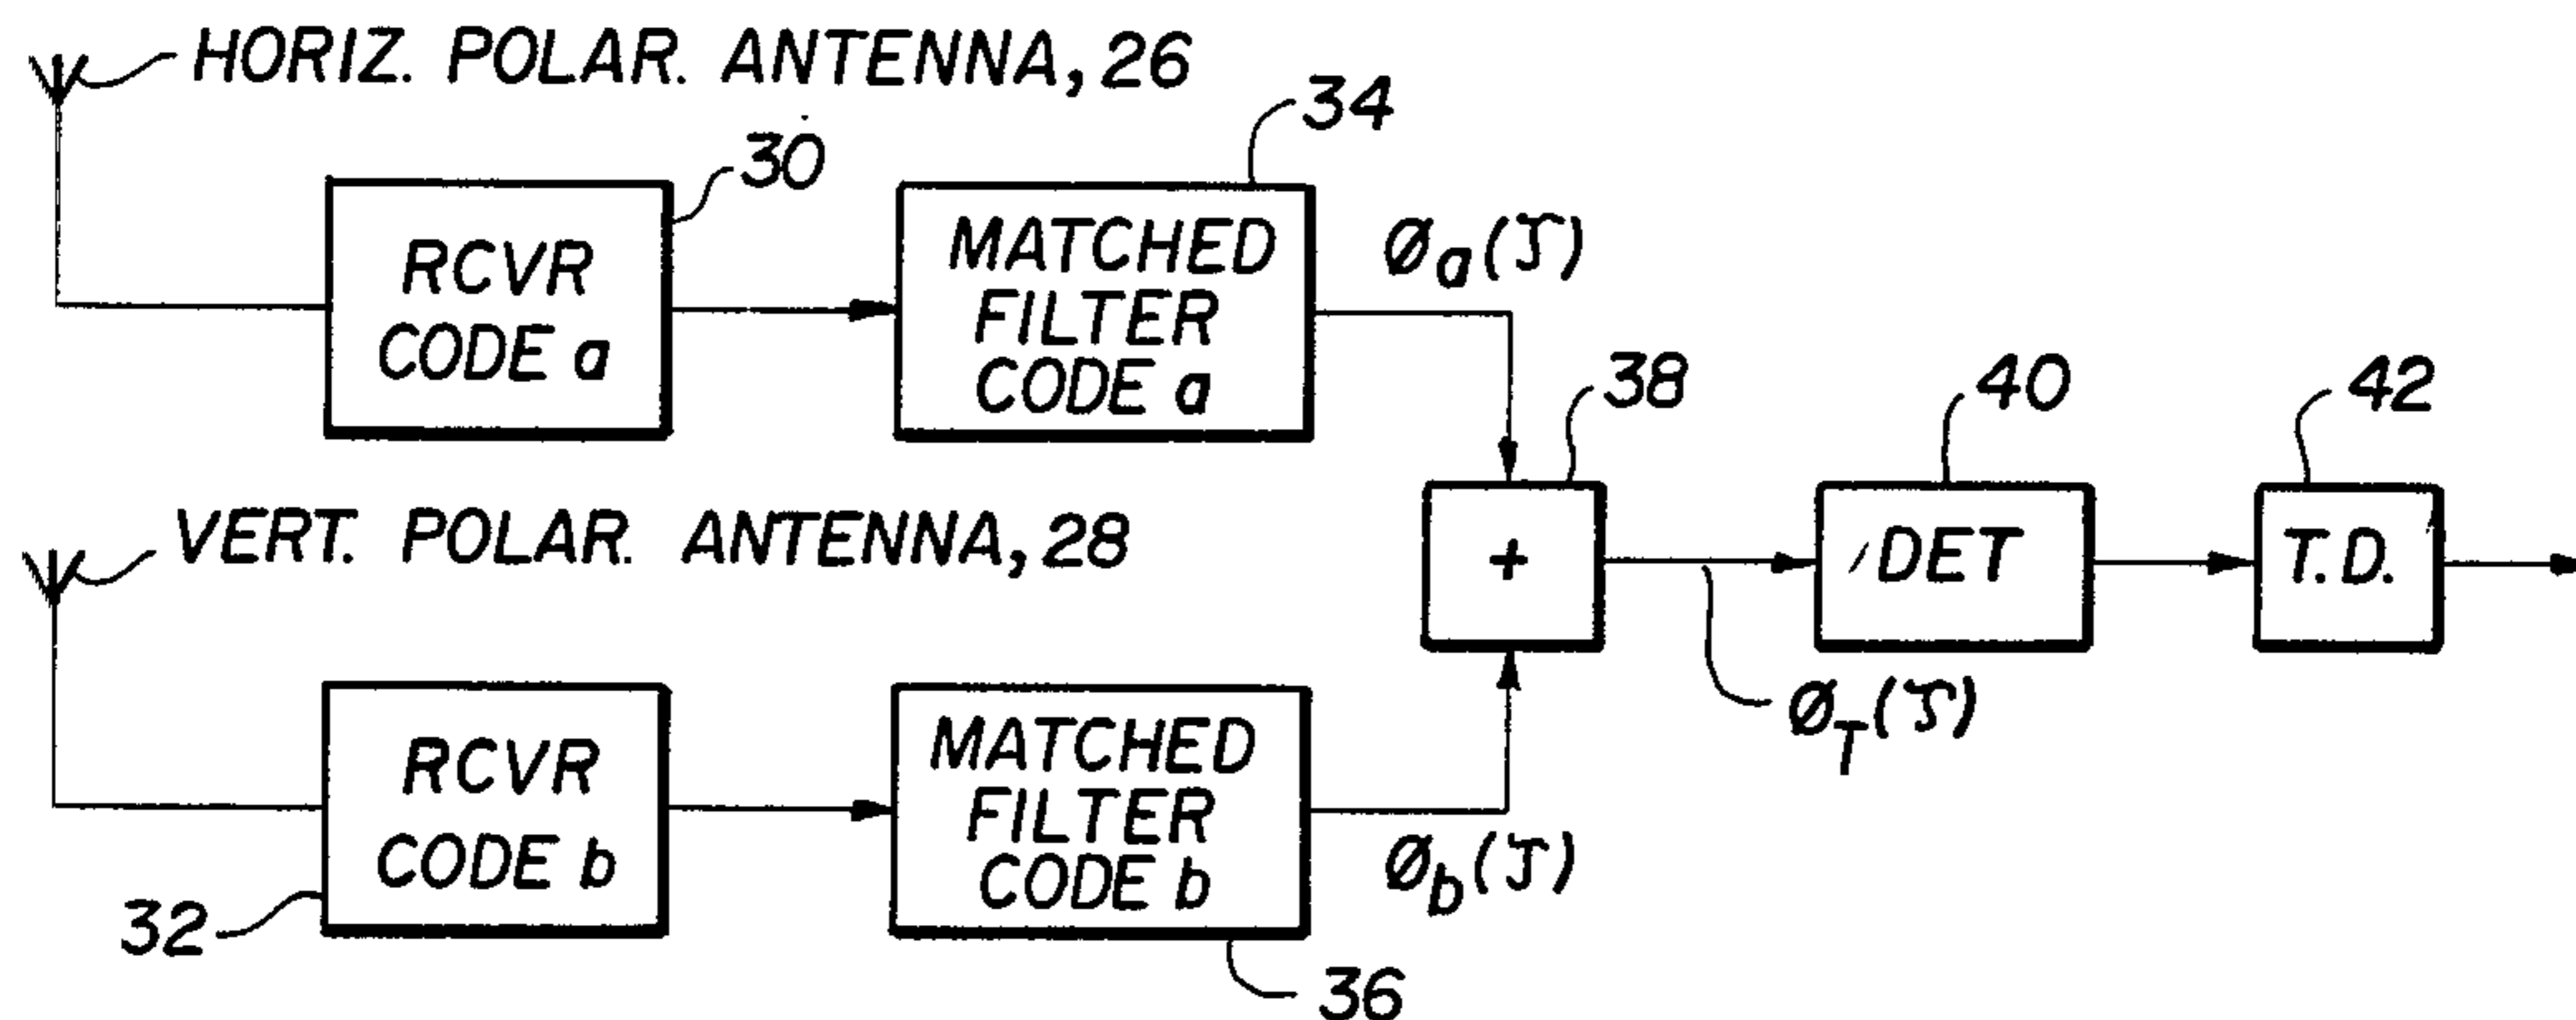 HORIZ. POLAR. ANTENNA, 26
30
34
RCVR
CODE a
MATCHED
FILTER
CODE a
Øa(τ)
38
40
42
VERT. POLAR. ANTENNA, 28
+
DET
T.D.
ØT(τ)
RCVR
CODE b
32
MATCHED
FILTER
CODE b
Øb(τ)
36